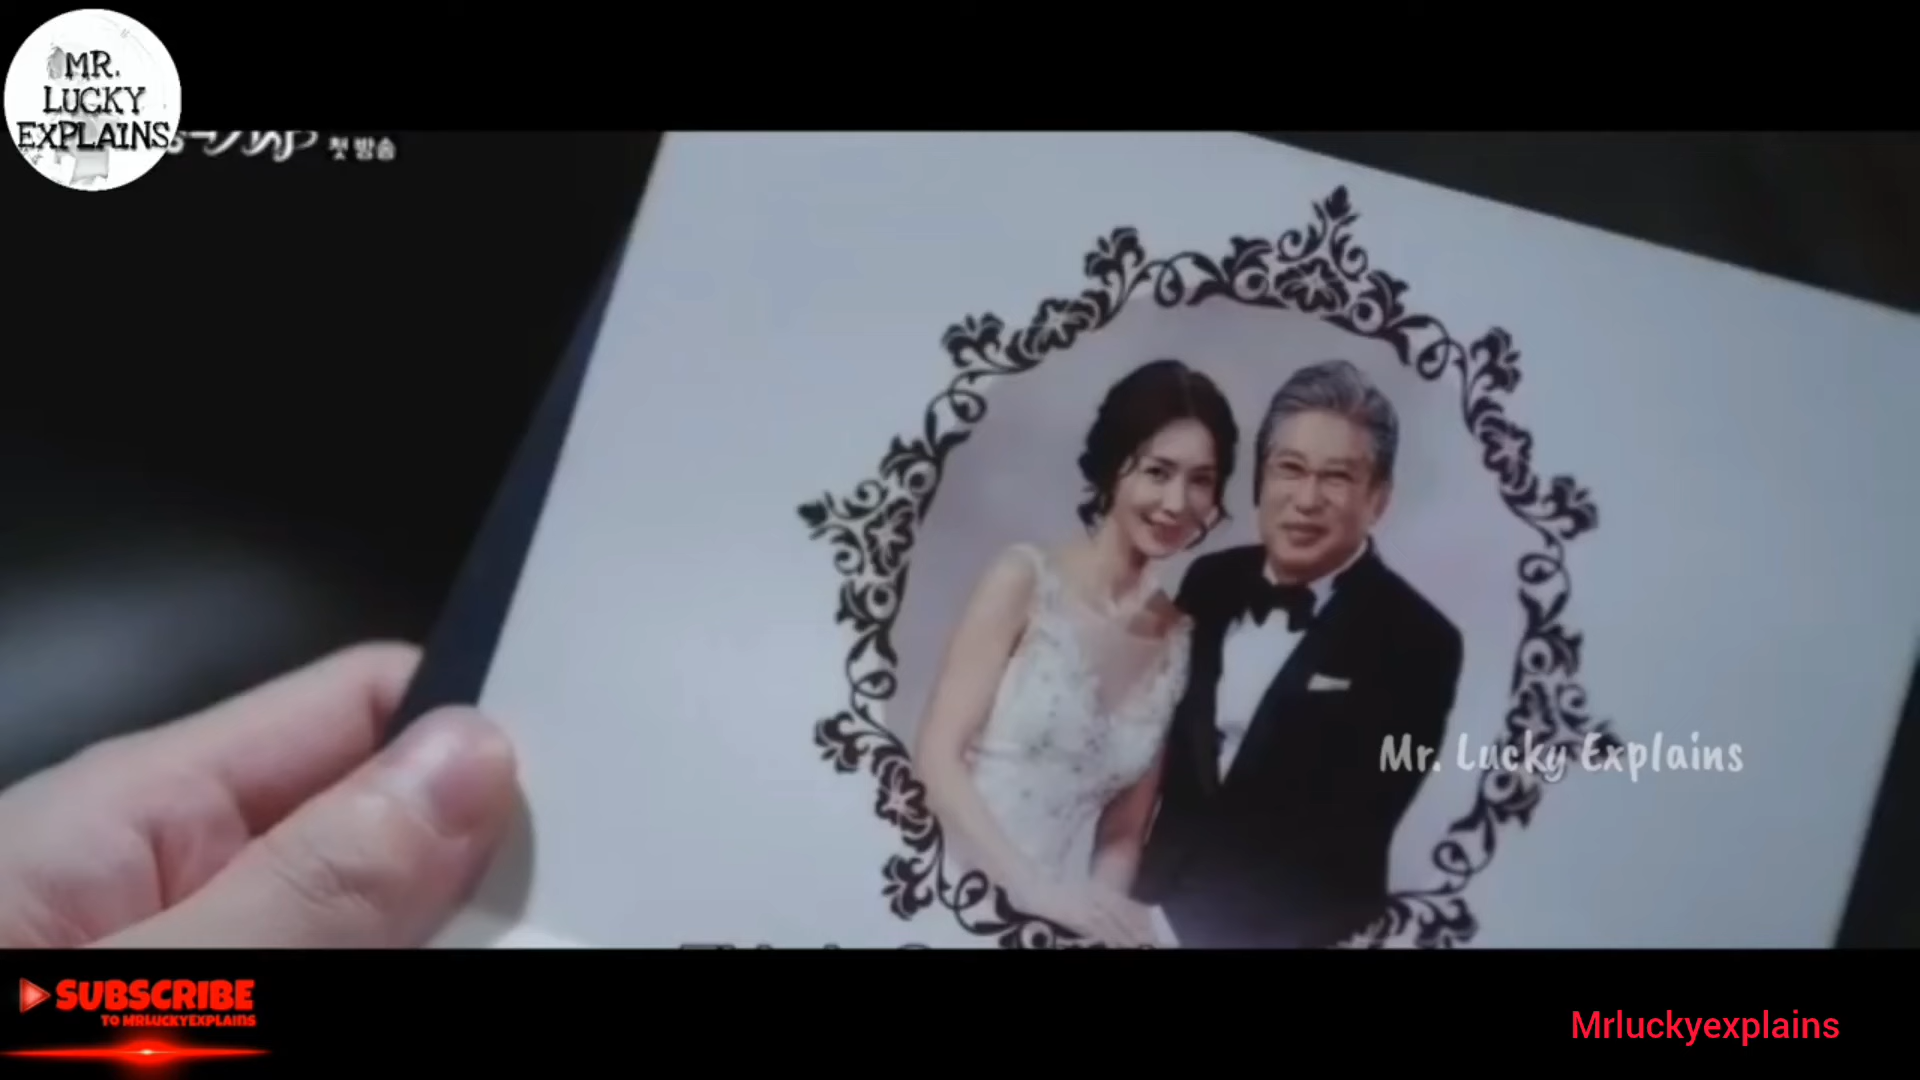 MR.
LUCKY
EXPLAINS
첫방송
Mr. Lucky Explains
SUBSCRIBE
TO MRLUCKYEXPLAINS
Mrluckyexplains